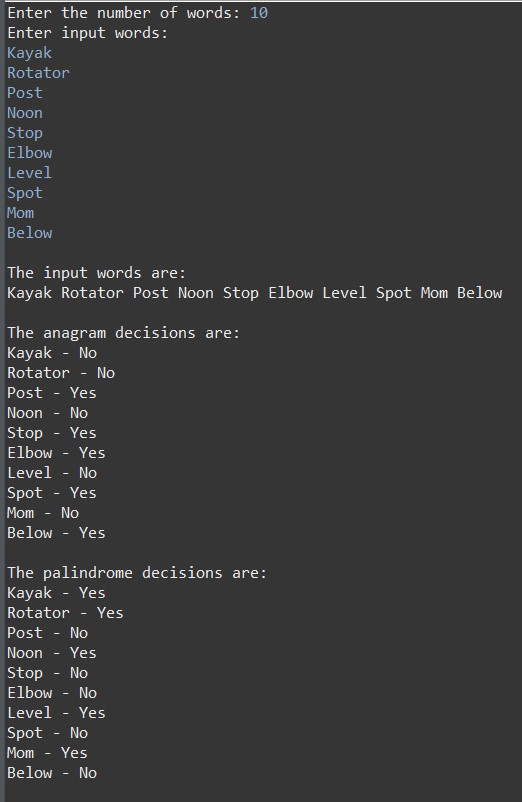 Enter the number of words: 10
Enter input words:
Kayak
Rotator
Post
Noon
Stop
Elbow
Level
Spot
Mom
Below
The input words are:
Kayak Rotator Post Noon Stop Elbow Level Spot Mom Below
The anagram decisions are:
Kayak - No
Rotator - No
Post - Yes
Noon - No
Stop - Yes
Elbow - Yes
Level - No
Spot - Yes
Mom - No
Below - Yes
The palindrome decisions are:
Kayak - Yes
Rotator - Yes
Post - No
Noon - Yes
Stop - No
Elbow - No
Level - Yes
Spot - No
Mom - Yes
Below - No